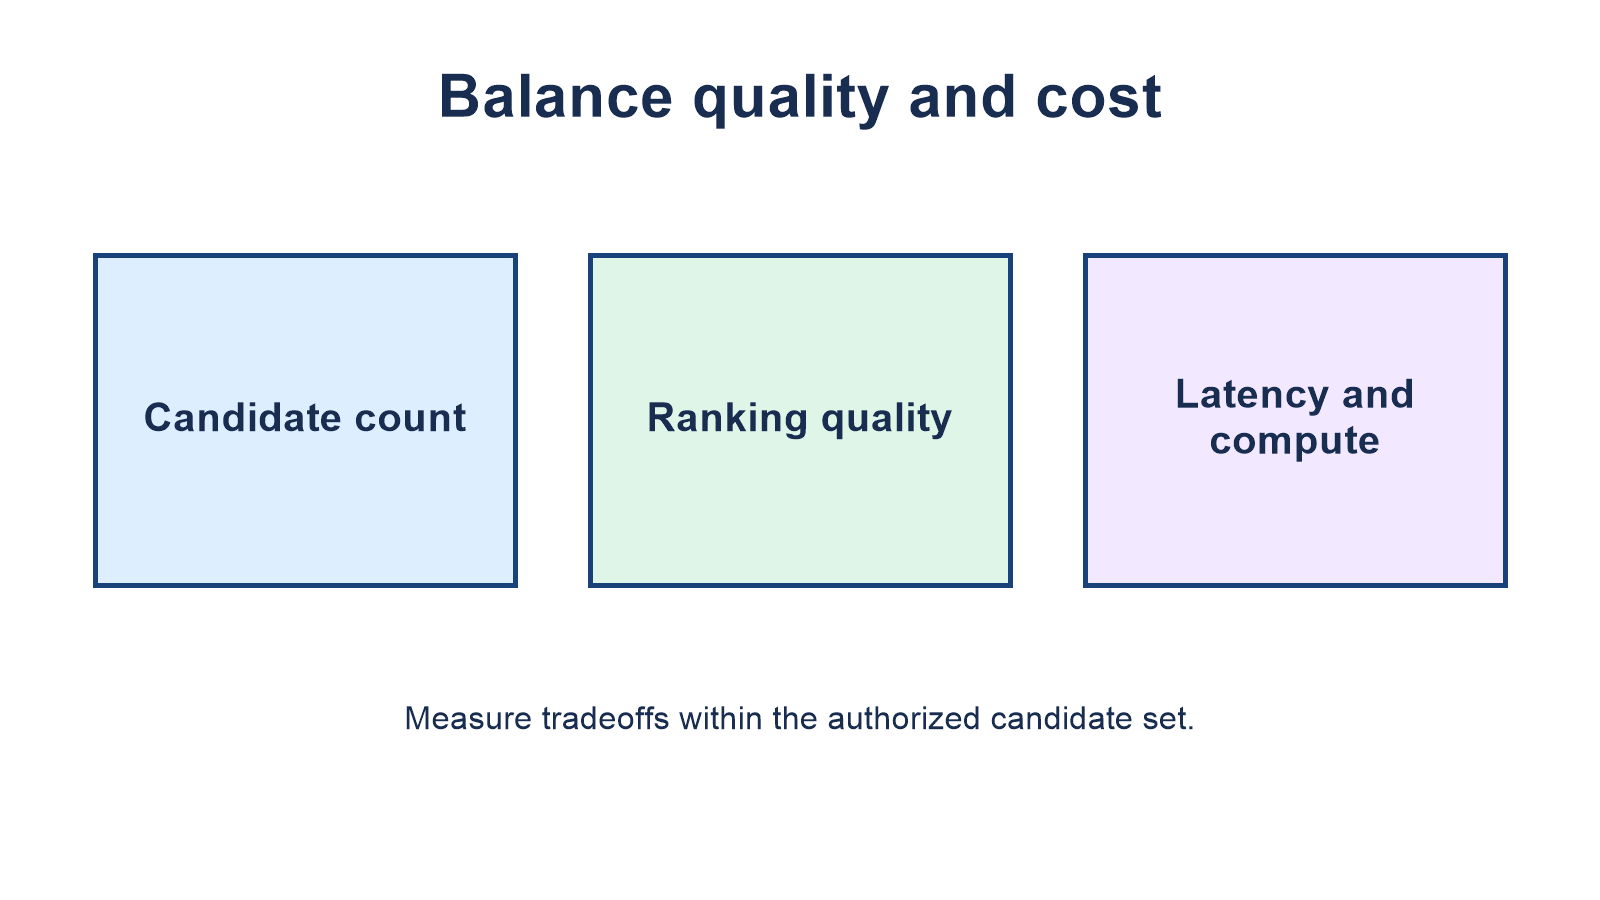 Balance quality and cost
Candidate count
Ranking quality
Latency and
compute
Measure tradeoffs within the authorized candidate set.